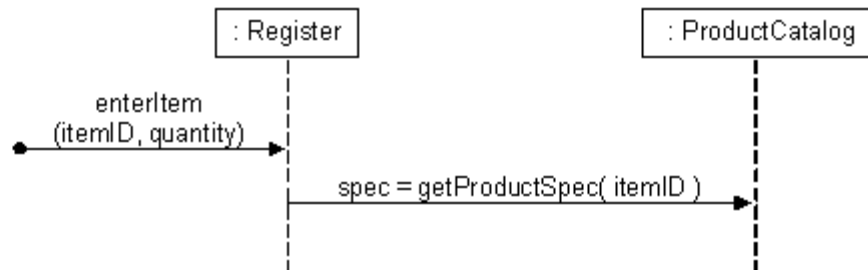 : Register
: ProductCatalog
enterItem
(itemID, quantity)
spec = getProductSpec( itemID )